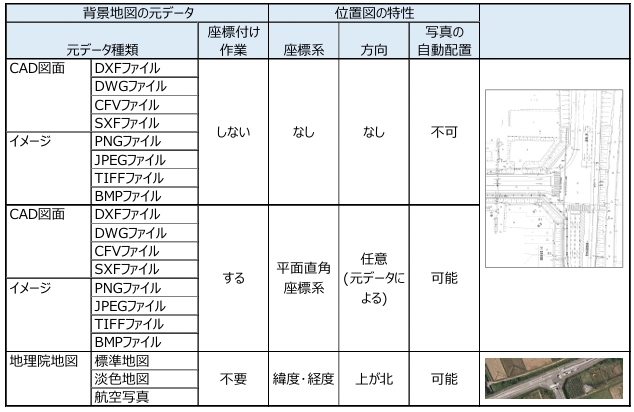 背景地図の元データ
位置図の特性
元データ種類
座標付け
作業
座標系
方向
写真の
自動配置
CAD図面
DXFファイル
DWGファイル
CFVファイル
SXFファイル
イメージ
PNGファイル
JPEGファイル
TIFFファイル
BMPファイル
しない
なし
なし
不可
CAD図面
DXFファイル
DWGファイル
CFVファイル
SXFファイル
イメージ
PNGファイル
JPEGファイル
TIFFファイル
BMPファイル
する
平面直角
座標系
任意
(元データに
よる)
可能
地理院地図
標準地図
淡色地図
航空写真
不要
緯度・経度
上が北
可能